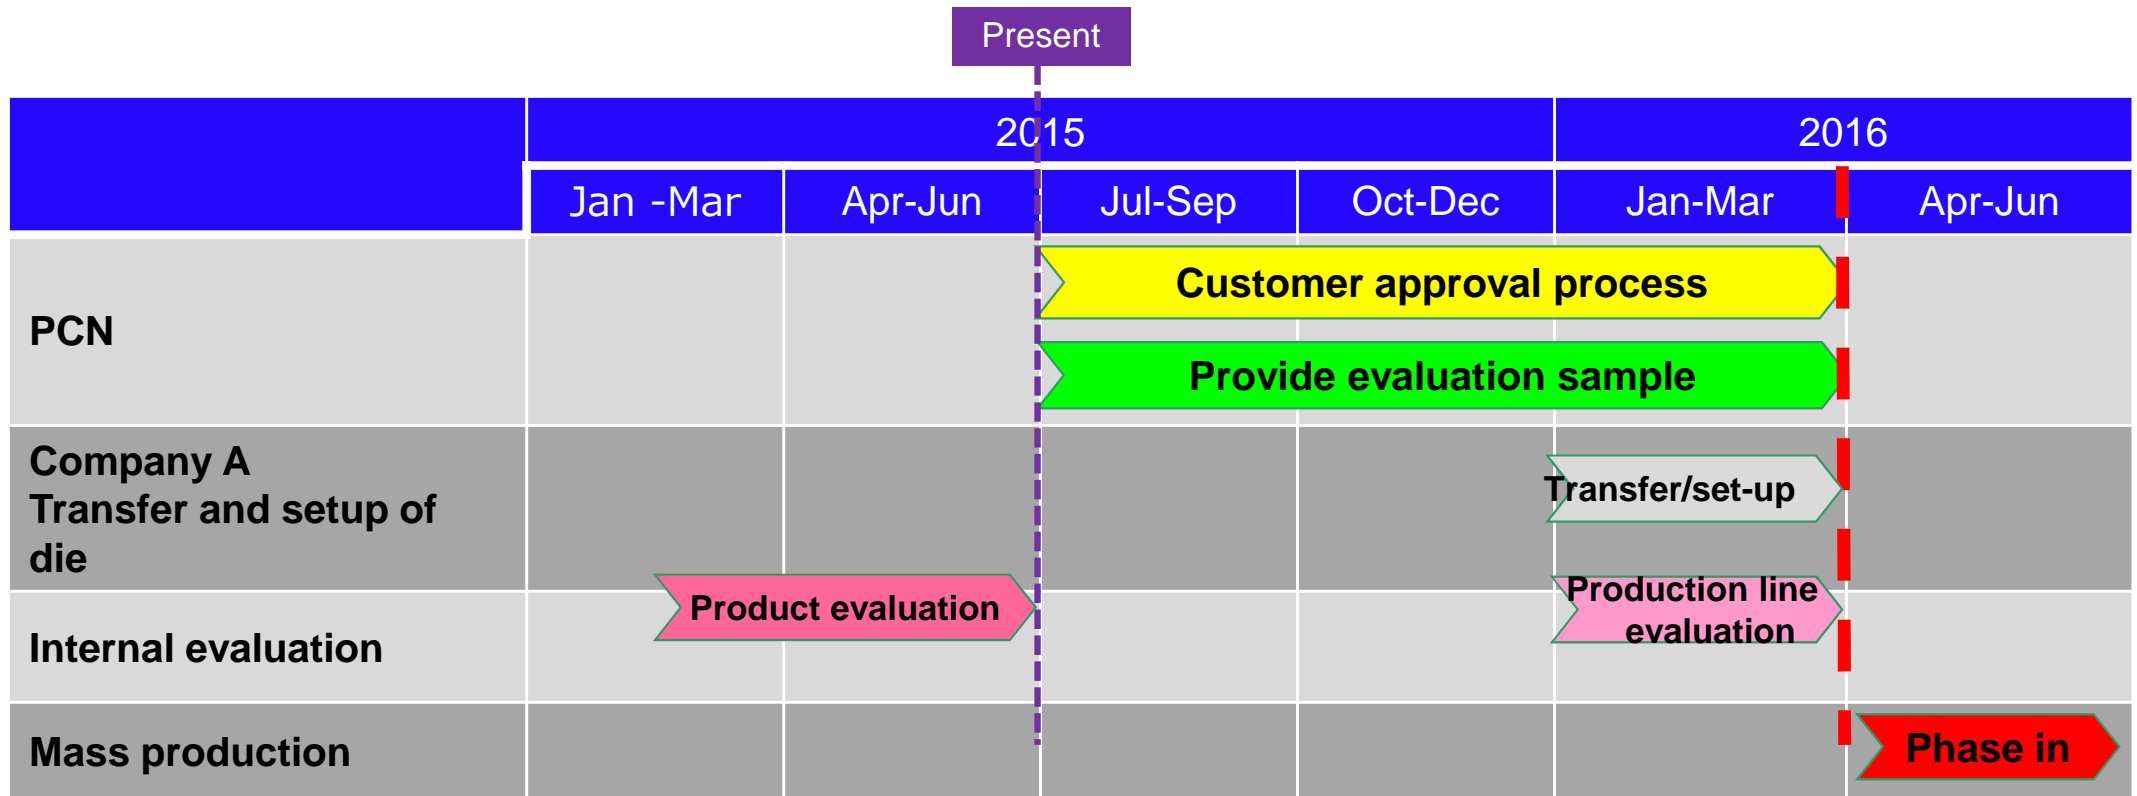 Present
2015
2016
Jan -Mar
Apr-Jun
Jul-Sep
Oct-Dec
Jan-Mar
Apr-Jun
PCN
Customer approval process
Provide evaluation sample
Company A
Transfer and setup of
die
Transfer/set-up
Internal evaluation
Product evaluation
Production line
evaluation
Mass production
Phase in